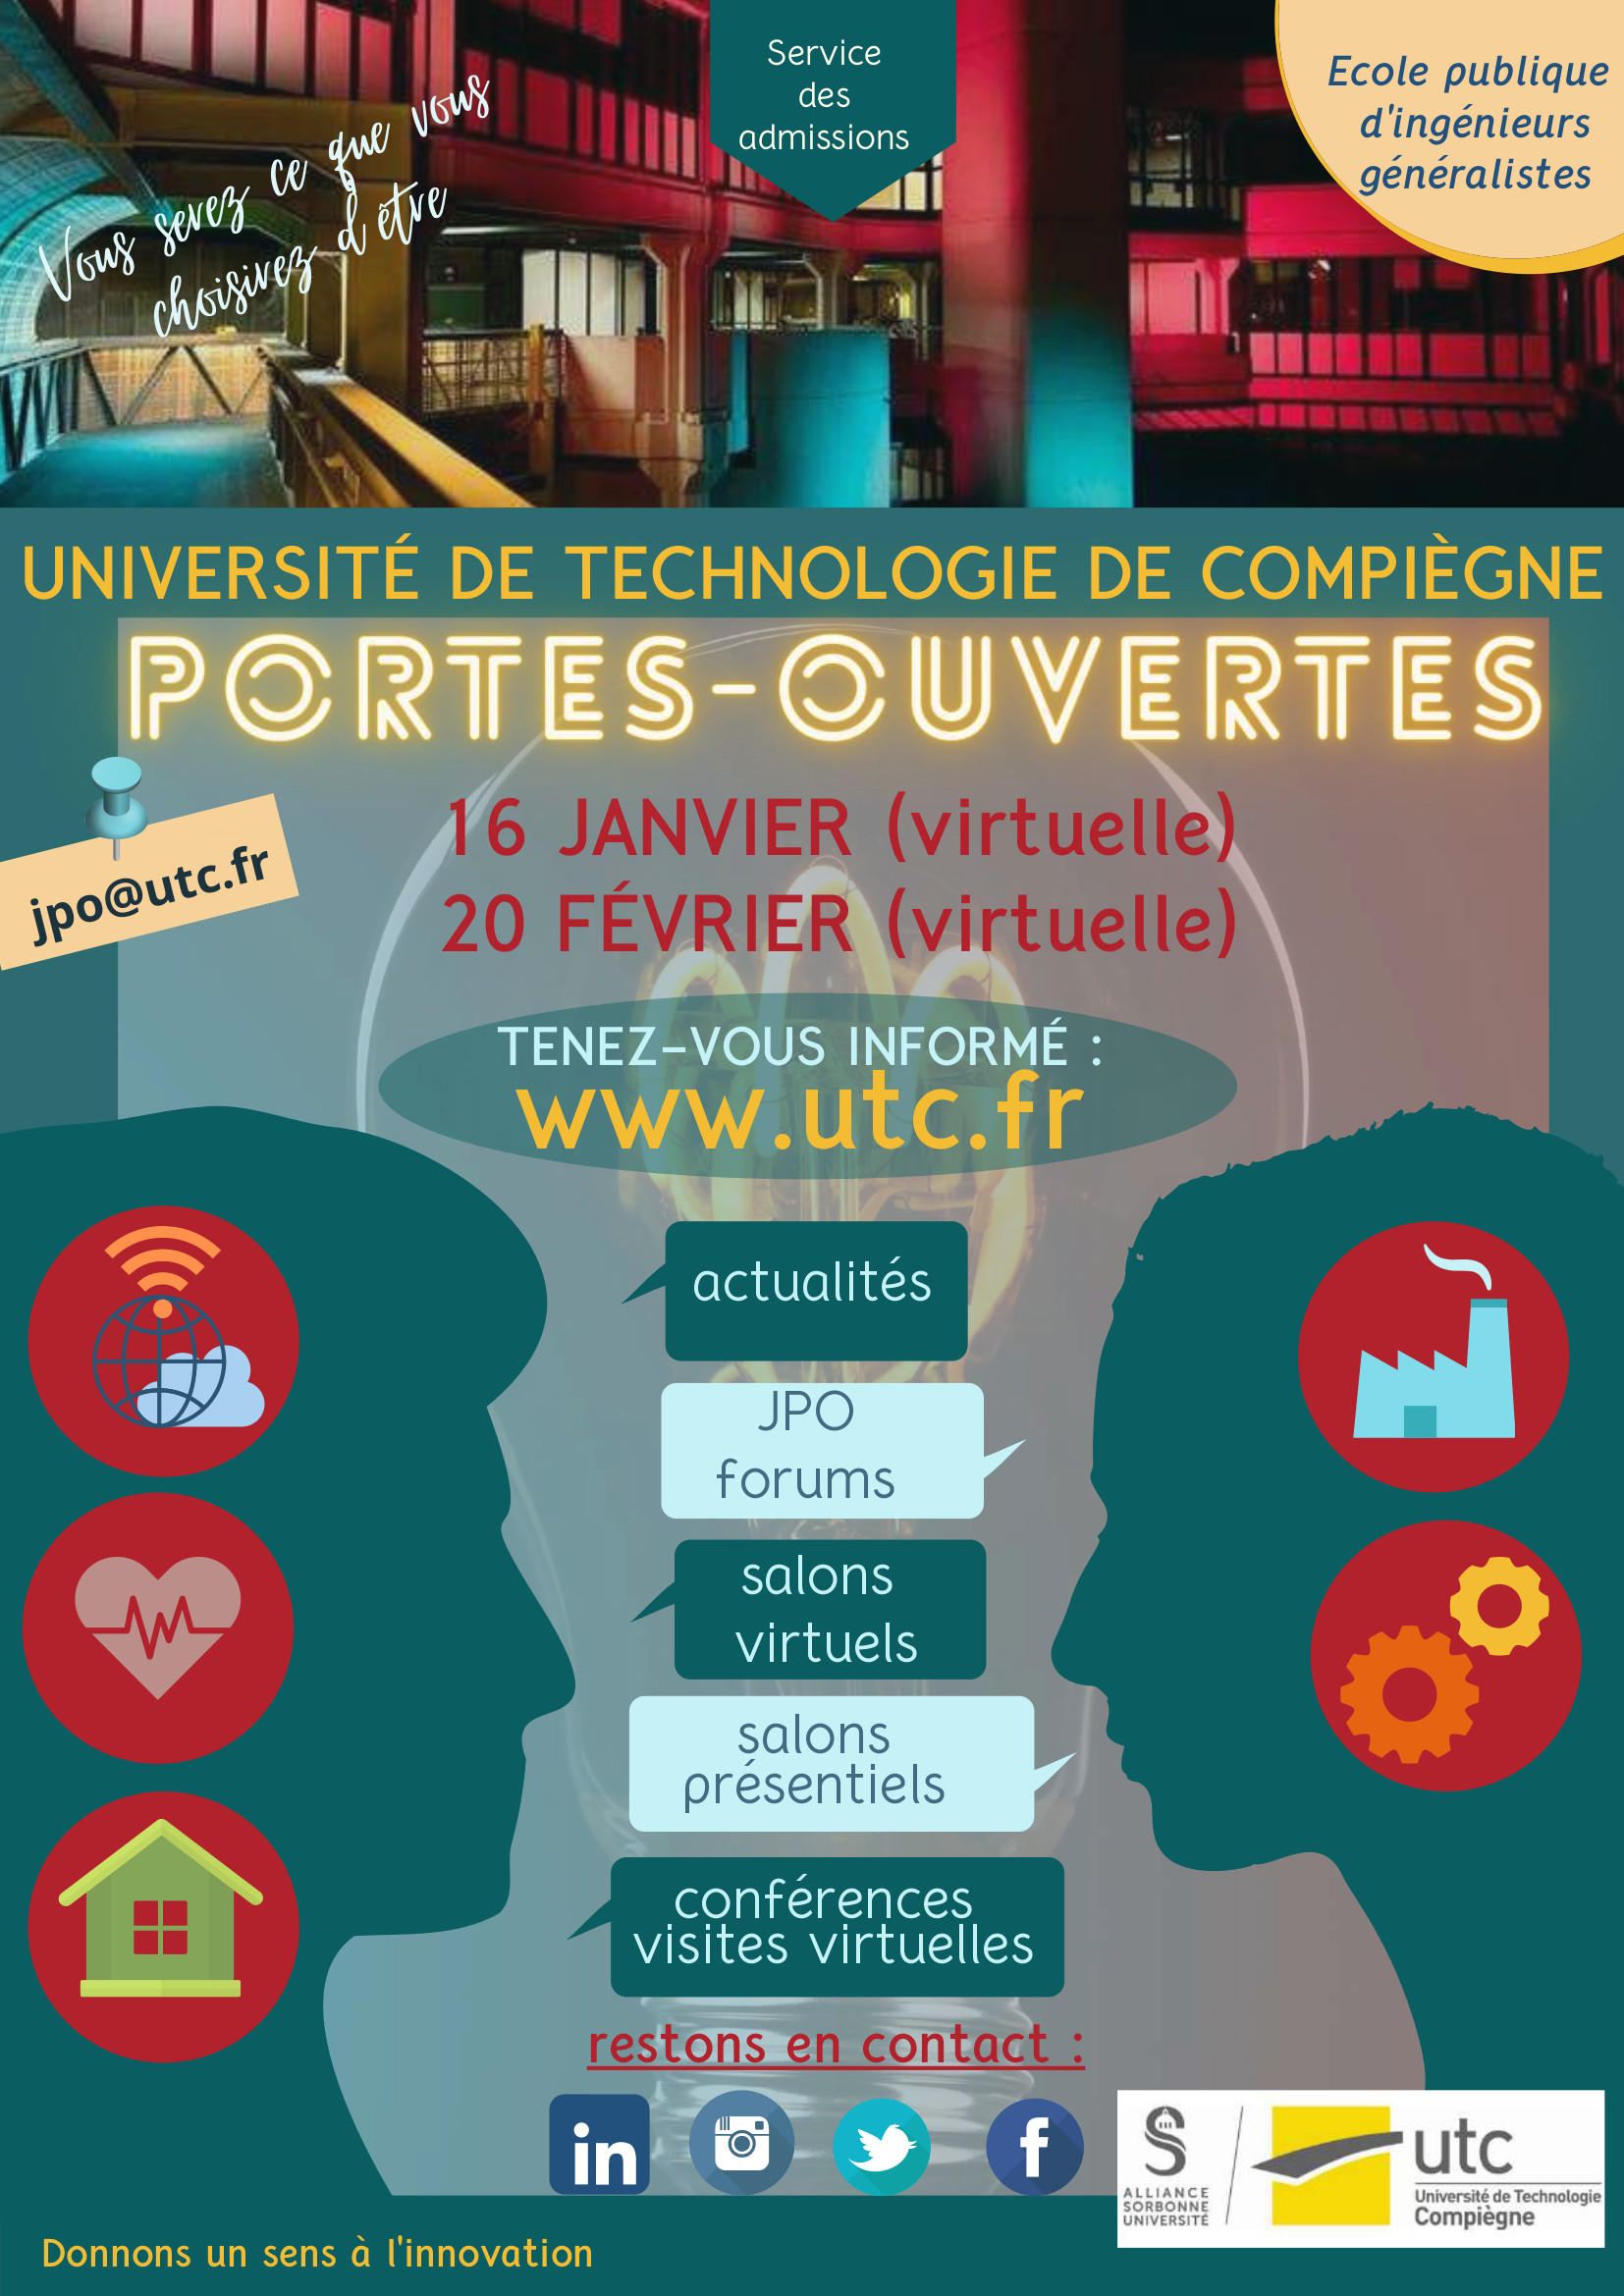 Service
des
admissions
Ecole publique
d'ingénieurs
généralistes
Vous serez ce que vous
choisirez d être
UNIVERSITÉ DE TECHNOLOGIE DE COMPIÈGNE
PORTES-OUVERTES
16 JANVIER (virtuelle)
20 FÉVRIER (virtuelle)
jpo@utc.fr
TENEZ-VOUS INFORMÉ :
www.utc.fr
actualités
JPO
forums
salons
virtuels
salons
présentiels
conférences
visites virtuelles
restons en contact :
in
f
ALLIANCE
SORBONNE
UNIVERSITÉ
utc
Université de Technologie
Compiègne
Donnons un sens à l'innovation